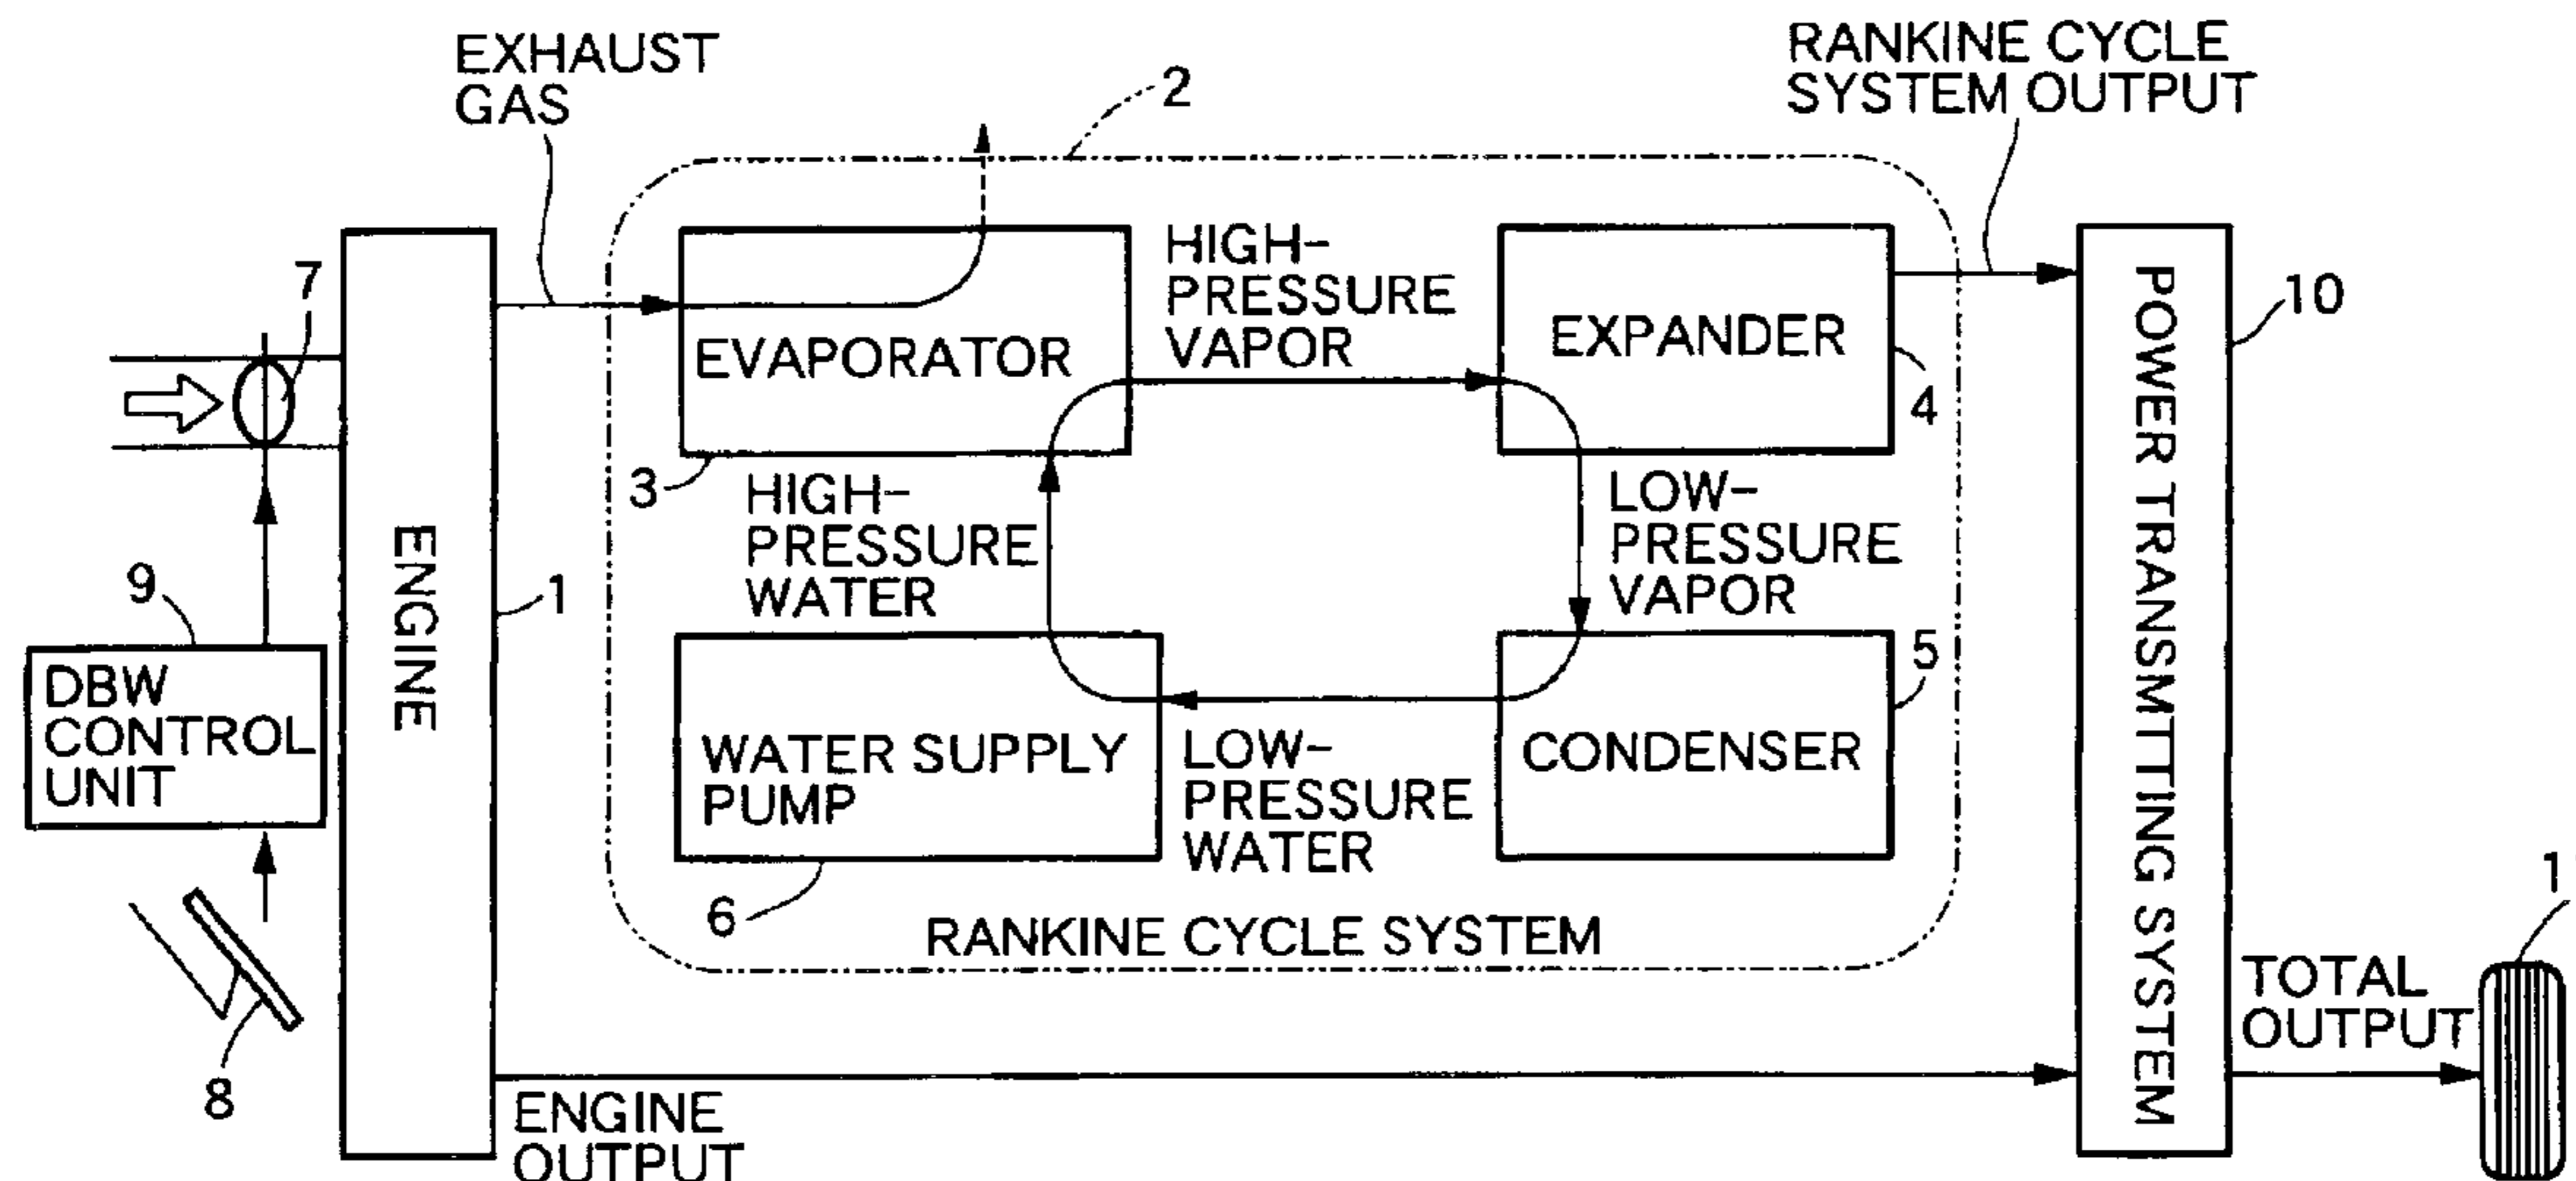 EXHAUST
GAS
2
RANKINE CYCLE
SYSTEM OUTPUT
7
HIGH-
PRESSURE
VAPOR
EVAPORATOR
EXPANDER
10
4
3
HIGH-
PRESSURE
WATER
LOW-
PRESSURE
VAPOR
9
1
ENGINE
POWER TRANSMITTING SYSTEM
DBW
CONTROL
UNIT
5
WATER SUPPLY
PUMP
LOW-
PRESSURE
WATER
CONDENSER
6
RANKINE CYCLE SYSTEM
8
TOTAL
OUTPUT
1
ENGINE
OUTPUT